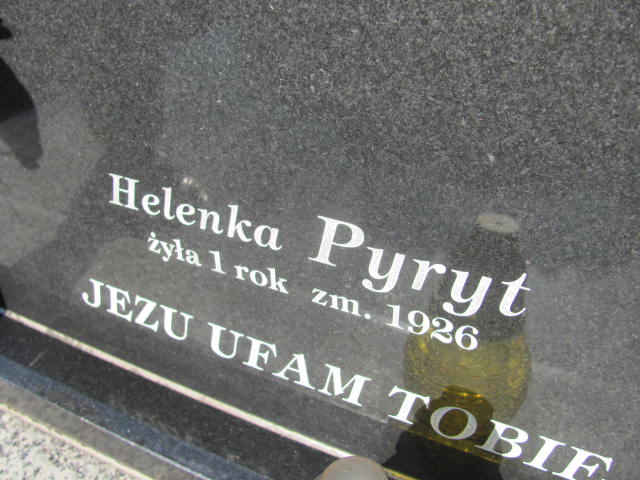 Helenka Pyryt
żyła 1 rok zm. 1926
JEZU UFAM TOBIE